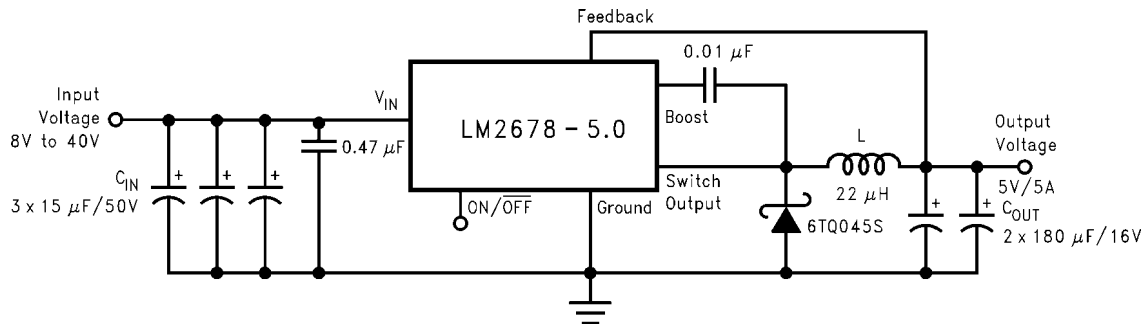 Feedback
0.01 μF
Input
Voltage
8V to 40V
V_IN
LM2678 - 5.0
Boost
0.47 μF
L
Output
Voltage
C_IN
3 x 15 μF/50V
ON/O̅F̅F̅
Ground
Switch
Output
22 μH
5V/5A
6TQ045S
C_OUT
2 x 180 μF/16V
+
+
+
+
+